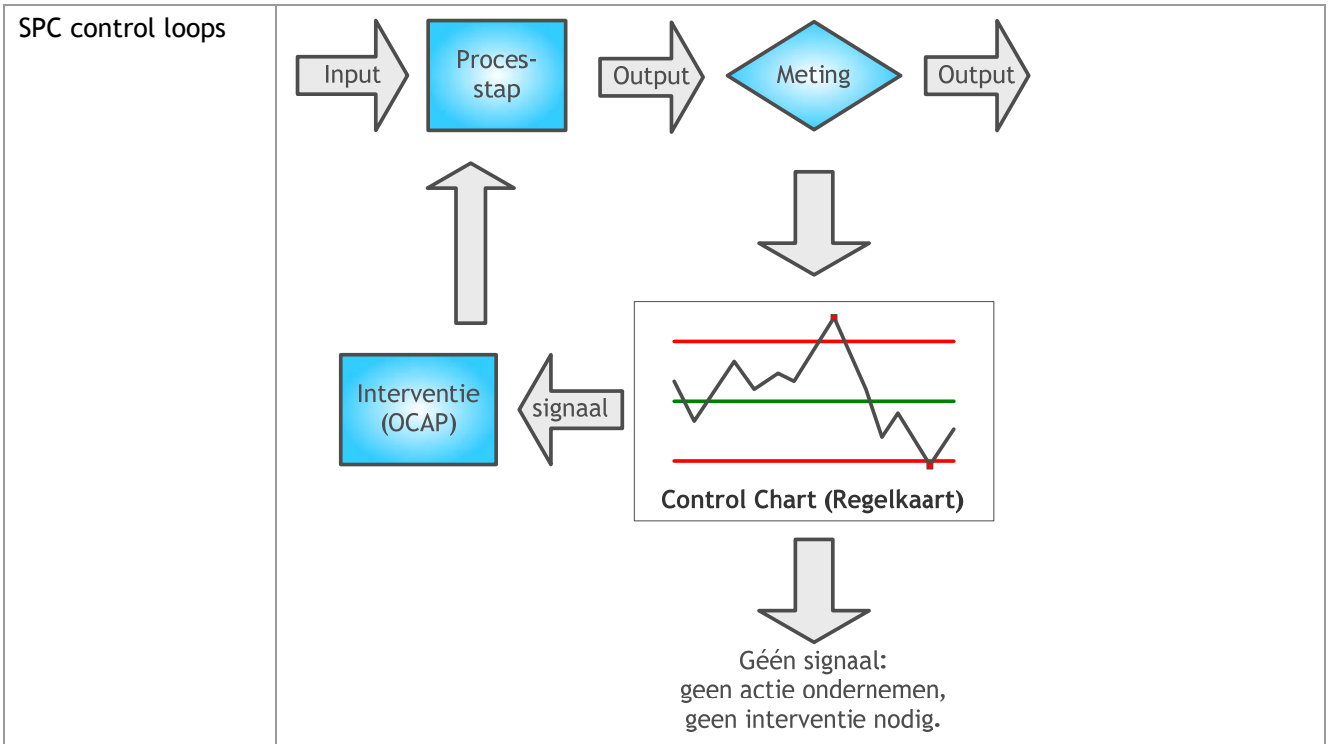 SPC control loops
Input
Proces-
stap
Output
Meting
Output
Interventie
(OCAP)
signaal
Control Chart (Regelkaart)
Géén signaal:
geen actie ondernemen,
geen interventie nodig.